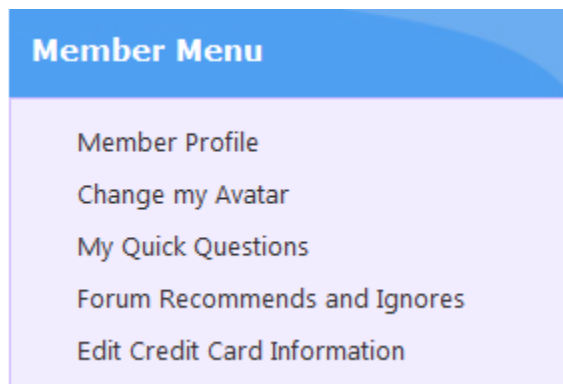 Member Menu
Member Profile
Change my Avatar
My Quick Questions
Forum Recommends and Ignores
Edit Credit Card Information